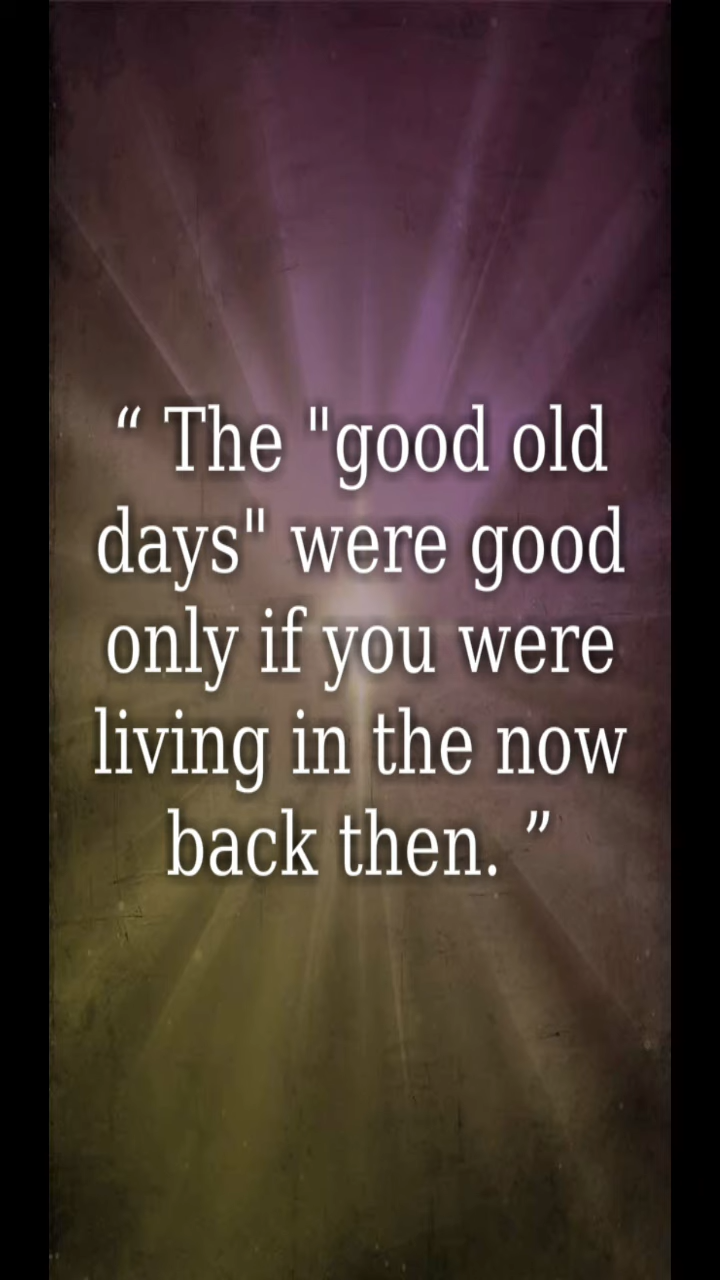 “ The "good old
days" were good
only if you were
living in the now
back then. ”